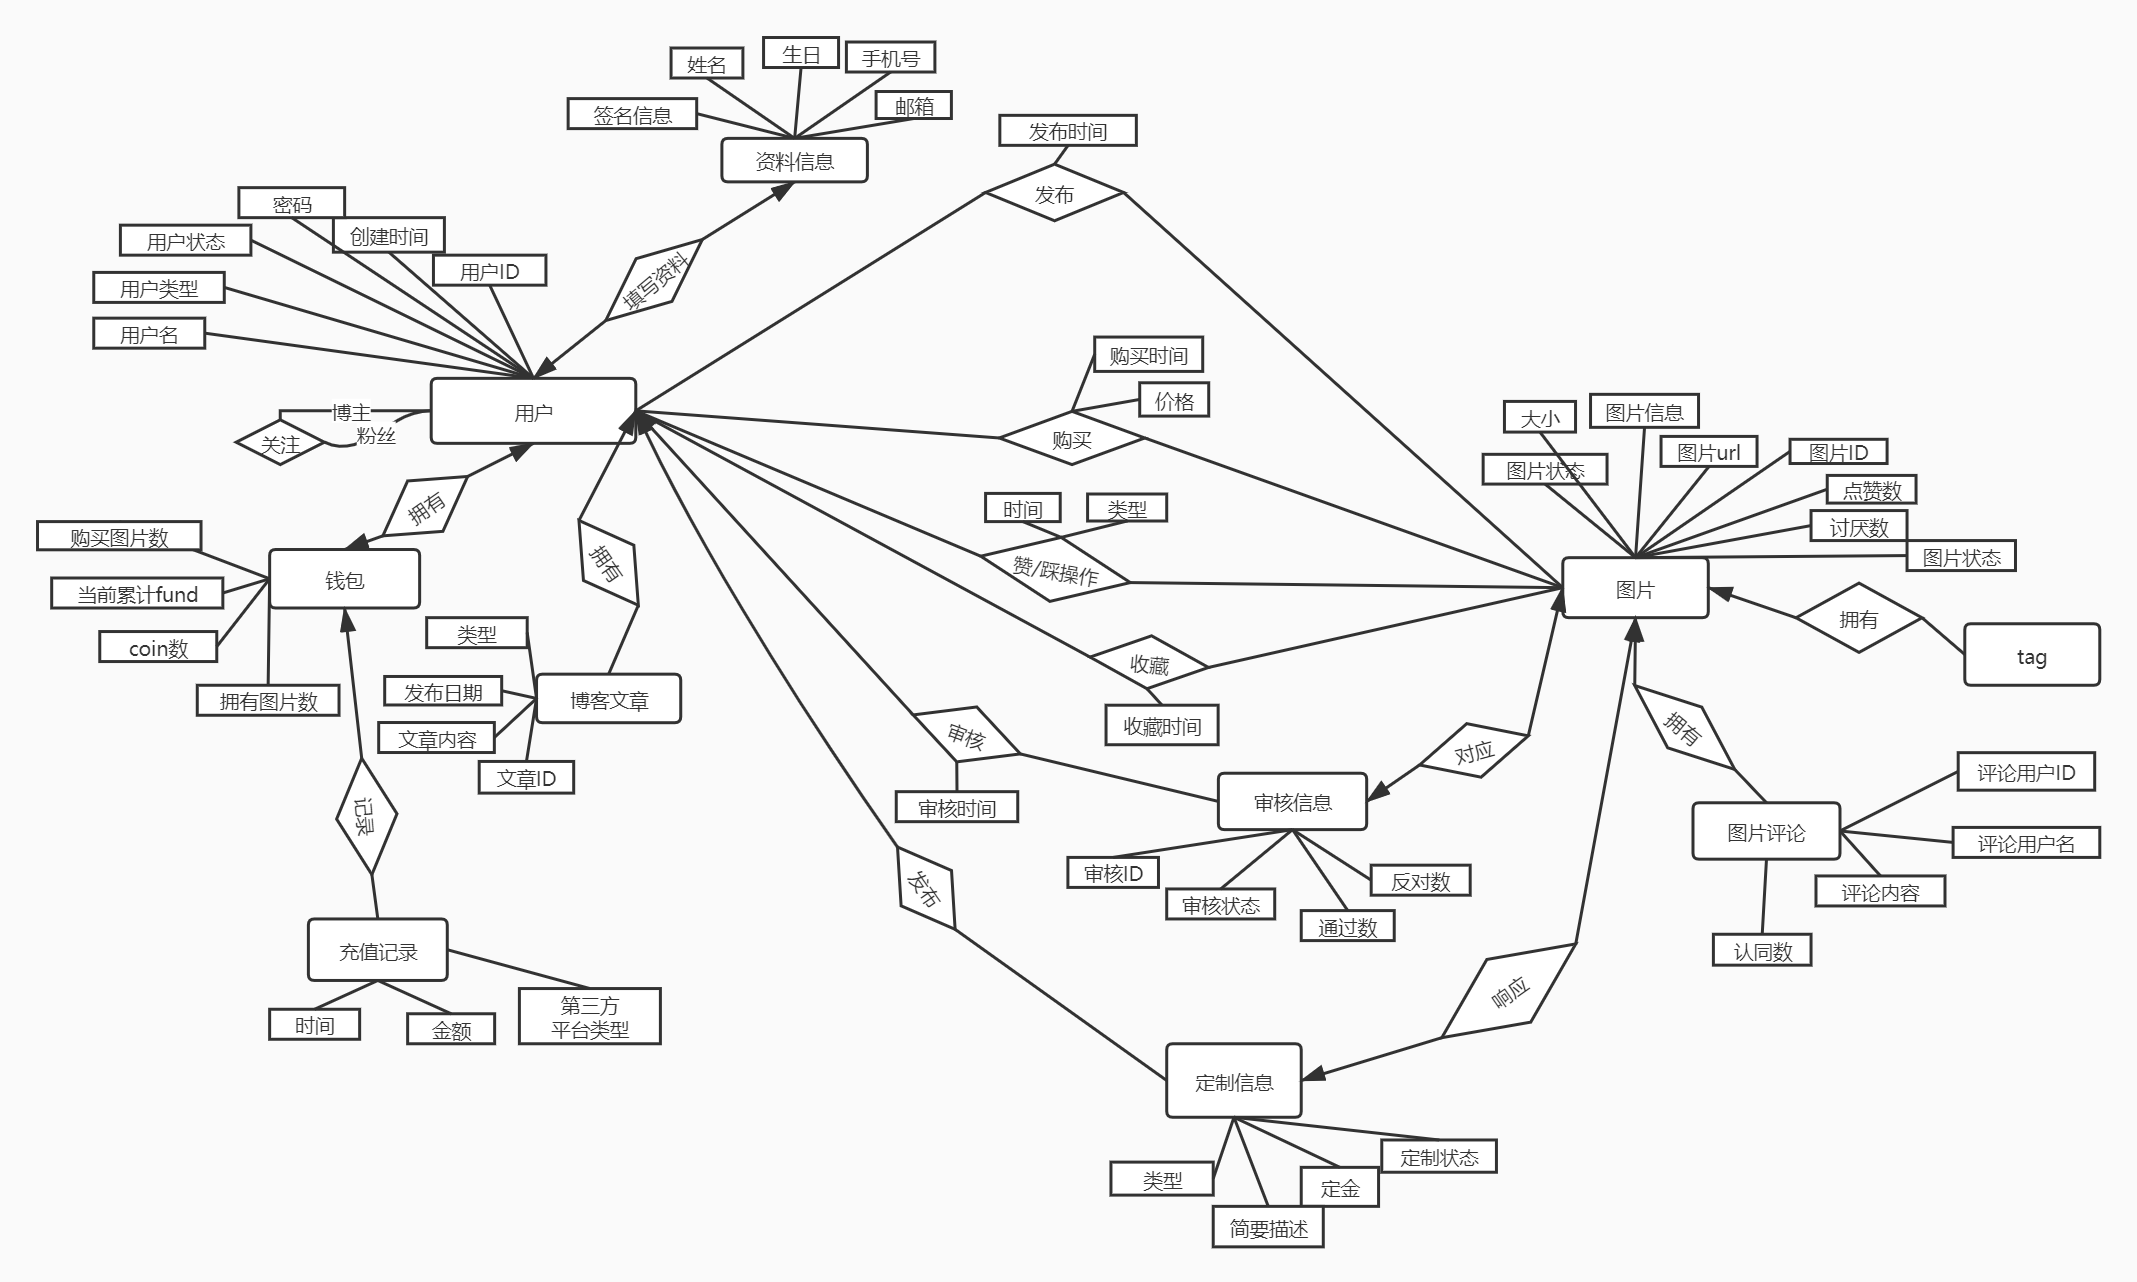 生日
姓名
手机号
签名信息
邮箱
资料信息
发布时间
发布
密码
创建时间
用户状态
用户ID
用户类型
用户名
填写资料
购买时间
价格
购买
博主
用户
关注
粉丝
大小
图片信息
图片url
图片ID
图片状态
点赞数
讨厌数
图片状态
图片
时间
类型
赞/踩操作
拥有
购买图片数
钱包
当前累计fund
coin数
拥有图片数
拥有
类型
发布日期
博客文章
文章内容
文章ID
收藏
收藏时间
拥有
tag
审核
审核时间
对应
审核信息
审核ID
审核状态
通过数
反对数
拥有
图片评论
评论用户ID
评论用户名
评论内容
认同数
记录
充值记录
时间
金额
第三方
平台类型
发布
响应
定制信息
类型
简要描述
定金
定制状态